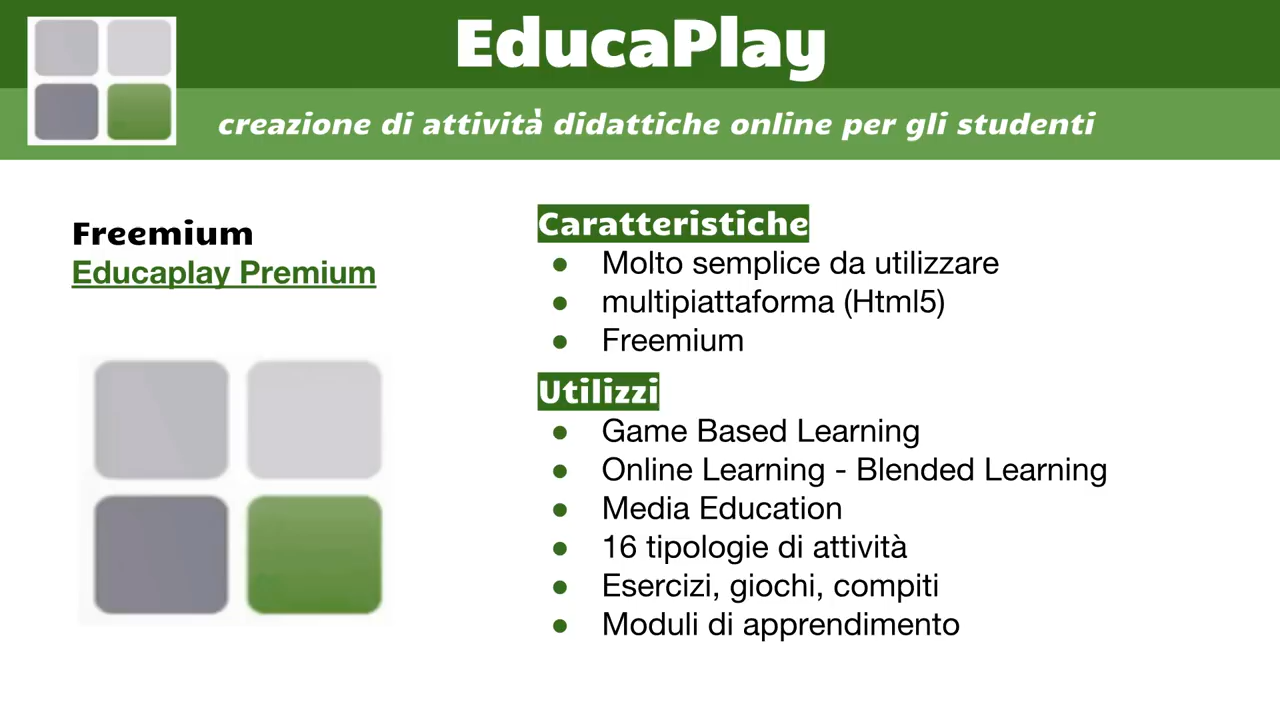 EducaPlay
creazione di attività didattiche online per gli studenti
Freemium
Educaplay Premium
Caratteristiche
● Molto semplice da utilizzare
● multipiattaforma (Html5)
● Freemium
Utilizzi
● Game Based Learning
● Online Learning - Blended Learning
● Media Education
● 16 tipologie di attività
● Esercizi, giochi, compiti
● Moduli di apprendimento